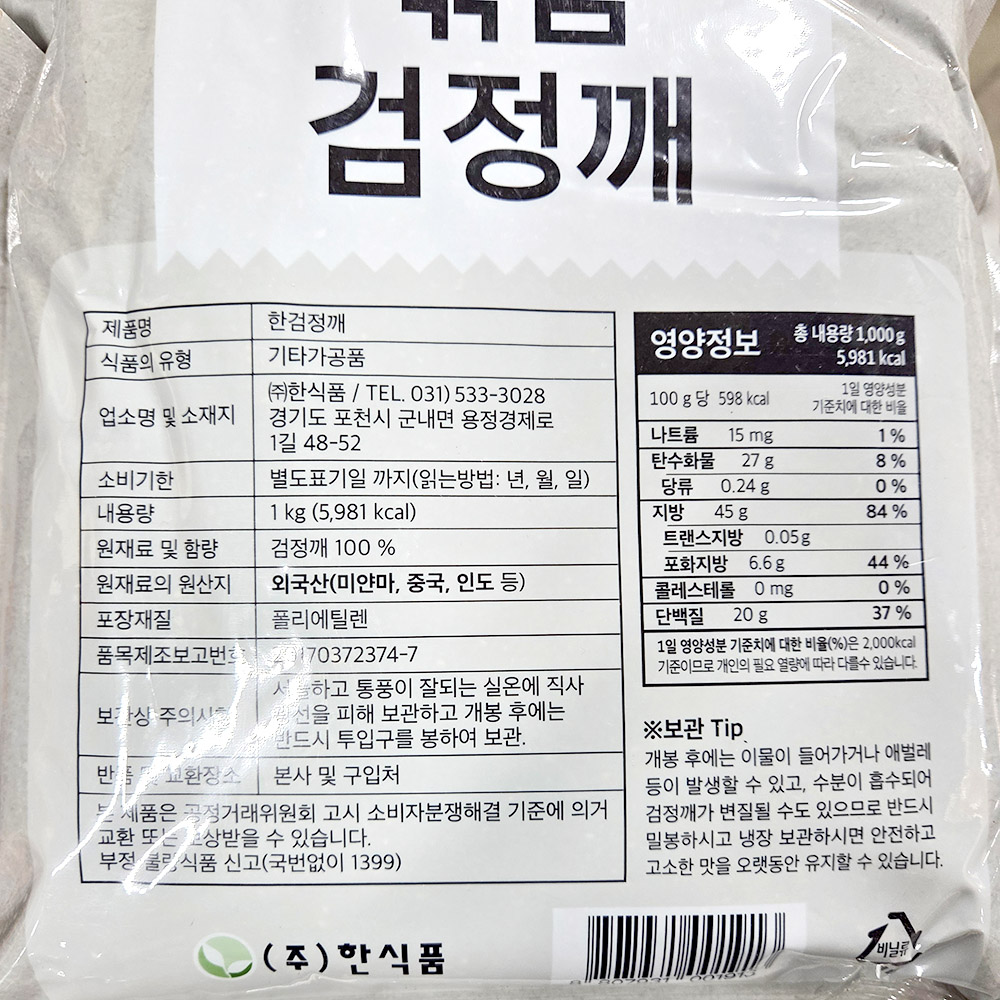 볶음
검정깨
제품명 한검정깨
식품의 유형 기타가공품
업소명 및 소재지 ㈜한식품 / TEL. 031) 533-3028
경기도 포천시 군내면 용정경제로
1길 48-52
소비기한 별도표기일 까지(읽는방법: 년, 월, 일)
내용량 1 kg (5,981 kcal)
원재료 및 함량 검정깨 100 %
원재료의 원산지 외국산(미얀마, 중국, 인도 등)
포장재질 폴리에틸렌
품목제조보고번호 20170372374-7
보관상 주의사항 서늘하고 통풍이 잘되는 실온에 직사
광선을 피해 보관하고 개봉 후에는
반드시 투입구를 봉하여 보관.
반품 및 교환장소 본사 및 구입처
본 제품은 공정거래위원회 고시 소비자분쟁해결 기준에 의거
교환 또는 보상받을 수 있습니다.
부정·불량식품 신고(국번없이 1399)
영양정보 총 내용량 1,000 g
5,981 kcal
100 g 당 598 kcal 1일 영양성분
기준치에 대한 비율
나트륨 15 mg 1 %
탄수화물 27 g 8 %
당류 0.24 g 0 %
지방 45 g 84 %
트랜스지방 0.05 g
포화지방 6.6 g 44 %
콜레스테롤 0 mg 0 %
단백질 20 g 37 %
1일 영양성분 기준치에 대한 비율(%)은 2,000kcal
기준이므로 개인의 필요 열량에 따라 다를수 있습니다.
※보관 Tip
개봉 후에는 이물이 들어가거나 애벌레
등이 발생할 수 있고, 수분이 흡수되어
검정깨가 변질될 수도 있으므로 반드시
밀봉하시고 냉장 보관하시면 안전하고
고소한 맛을 오랫동안 유지할 수 있습니다.
(주)한식품
비닐류